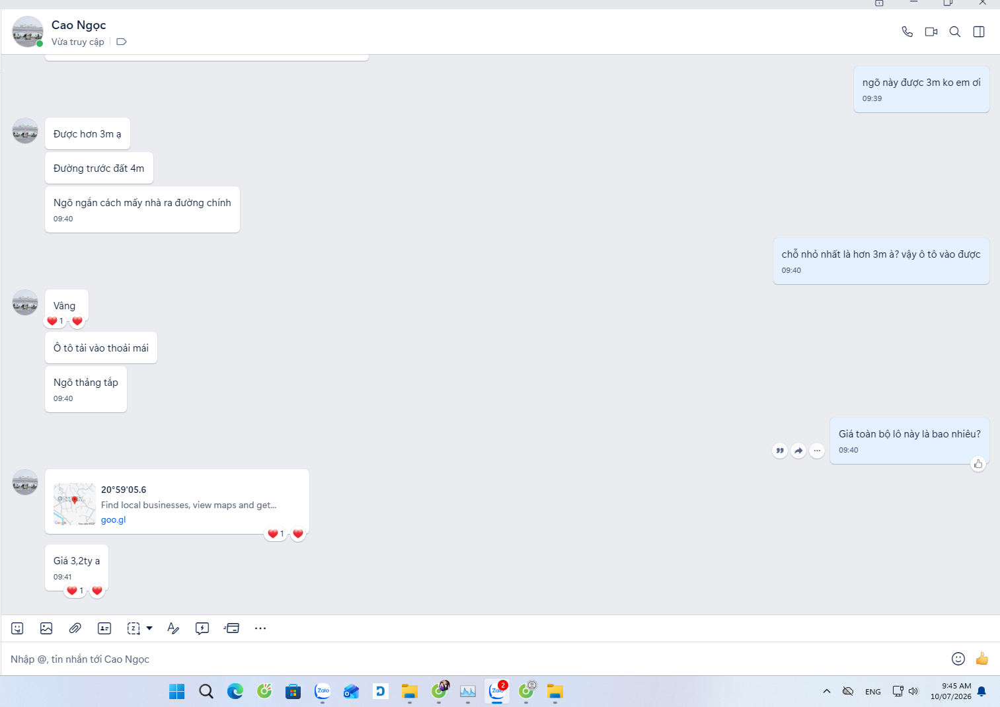 Cao Ngọc
Vừa truy cập
ngõ này được 3m ko em ơi
09:39
Được hơn 3m ạ
Đường trước đất 4m
Ngõ ngắn cách mấy nhà ra đường chính
09:40
chỗ nhỏ nhất là hơn 3m à? vậy ô tô vào được
09:40
Vâng
1
Ô tô tải vào thoải mái
Ngõ thảng tắp
09:40
Giá toàn bộ lô này là bao nhiêu?
09:40
20°59'05.6
Find local businesses, view maps and get...
goo.gl
1
Giá 3,2ty a
09:41
1
Nhập @, tin nhắn tới Cao Ngọc
Zalo
Zalo
2
ENG
9:45 AM
10/07/2026